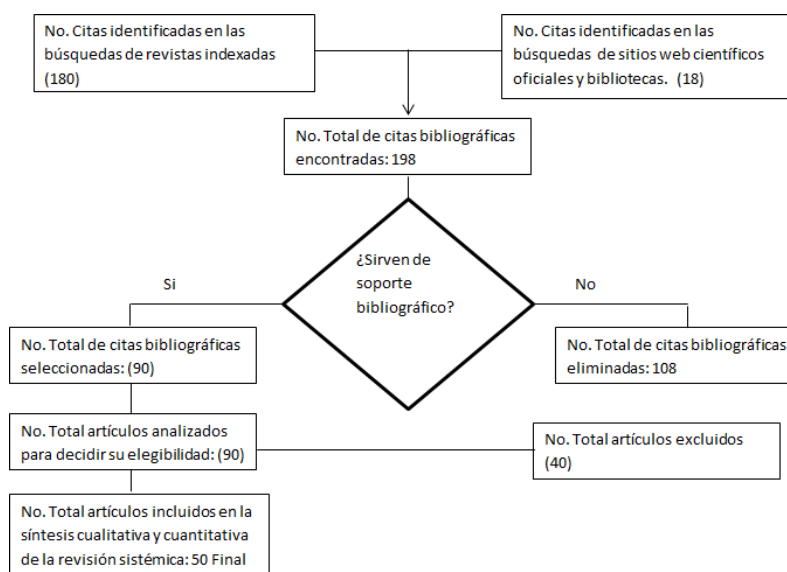 No. Citas identificadas en las
búsquedas de revistas indexadas
(180)
No. Citas identificadas en las
búsquedas de sitios web científicos
oficiales y bibliotecas. (18)
No. Total de citas bibliográficas
encontradas: 198
¿Sirven de
soporte
bibliográfico?
Si
No
No. Total de citas bibliográficas
seleccionadas: (90)
No. Total de citas bibliográficas
eliminadas: 108
No. Total artículos analizados
para decidir su elegibilidad: (90)
No. Total artículos excluidos
(40)
No. Total artículos incluidos en la
síntesis cualitativa y cuantitativa
de la revisión sistémica: 50 Final